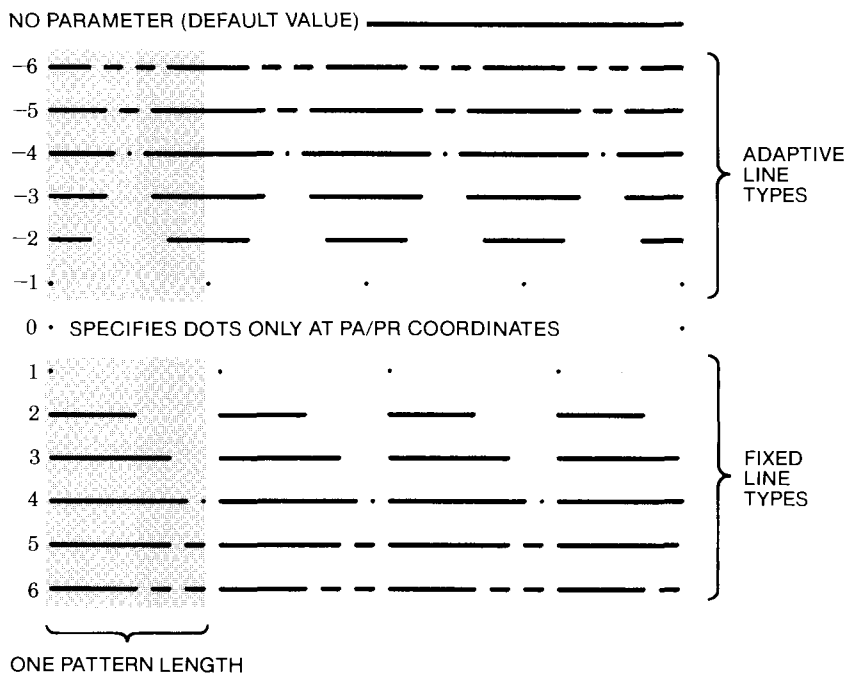 NO PARAMETER (DEFAULT VALUE)
−6
−5
−4
−3
−2
−1
ADAPTIVE
LINE
TYPES
0 SPECIFIES DOTS ONLY AT PA/PR COORDINATES
1
2
3
4
5
6
FIXED
LINE
TYPES
ONE PATTERN LENGTH